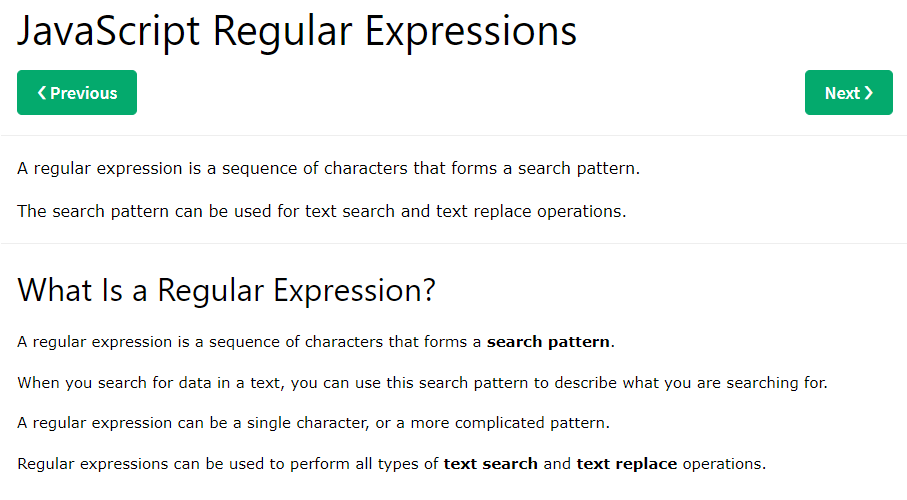 JavaScript Regular Expressions
❮ Previous
Next ❯
A regular expression is a sequence of characters that forms a search pattern.
The search pattern can be used for text search and text replace operations.
What Is a Regular Expression?
A regular expression is a sequence of characters that forms a search pattern.
When you search for data in a text, you can use this search pattern to describe what you are searching for.
A regular expression can be a single character, or a more complicated pattern.
Regular expressions can be used to perform all types of text search and text replace operations.